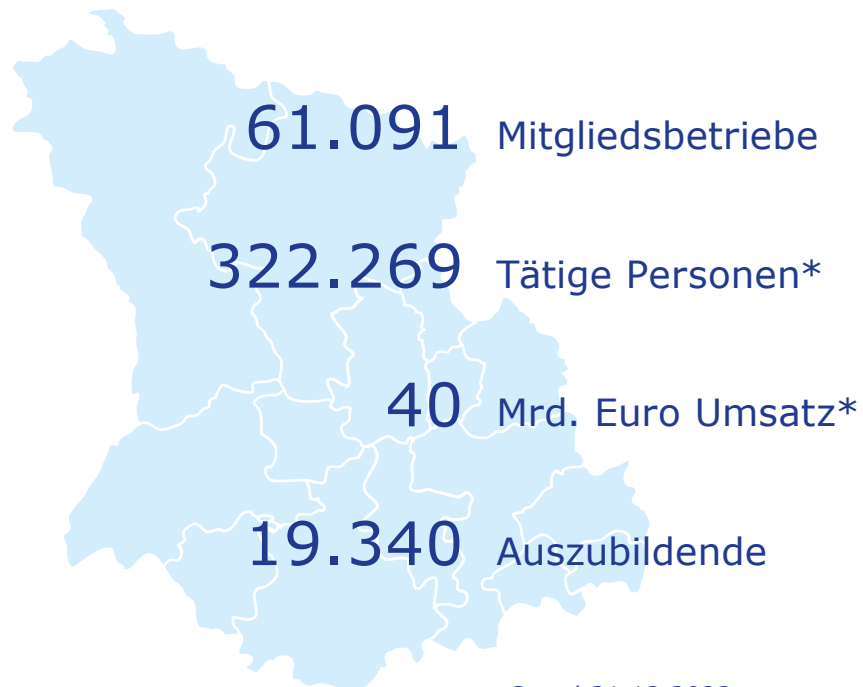 61.091 Mitgliedsbetriebe
322.269 Tätige Personen*
40 Mrd. Euro Umsatz*
19.340 Auszubildende